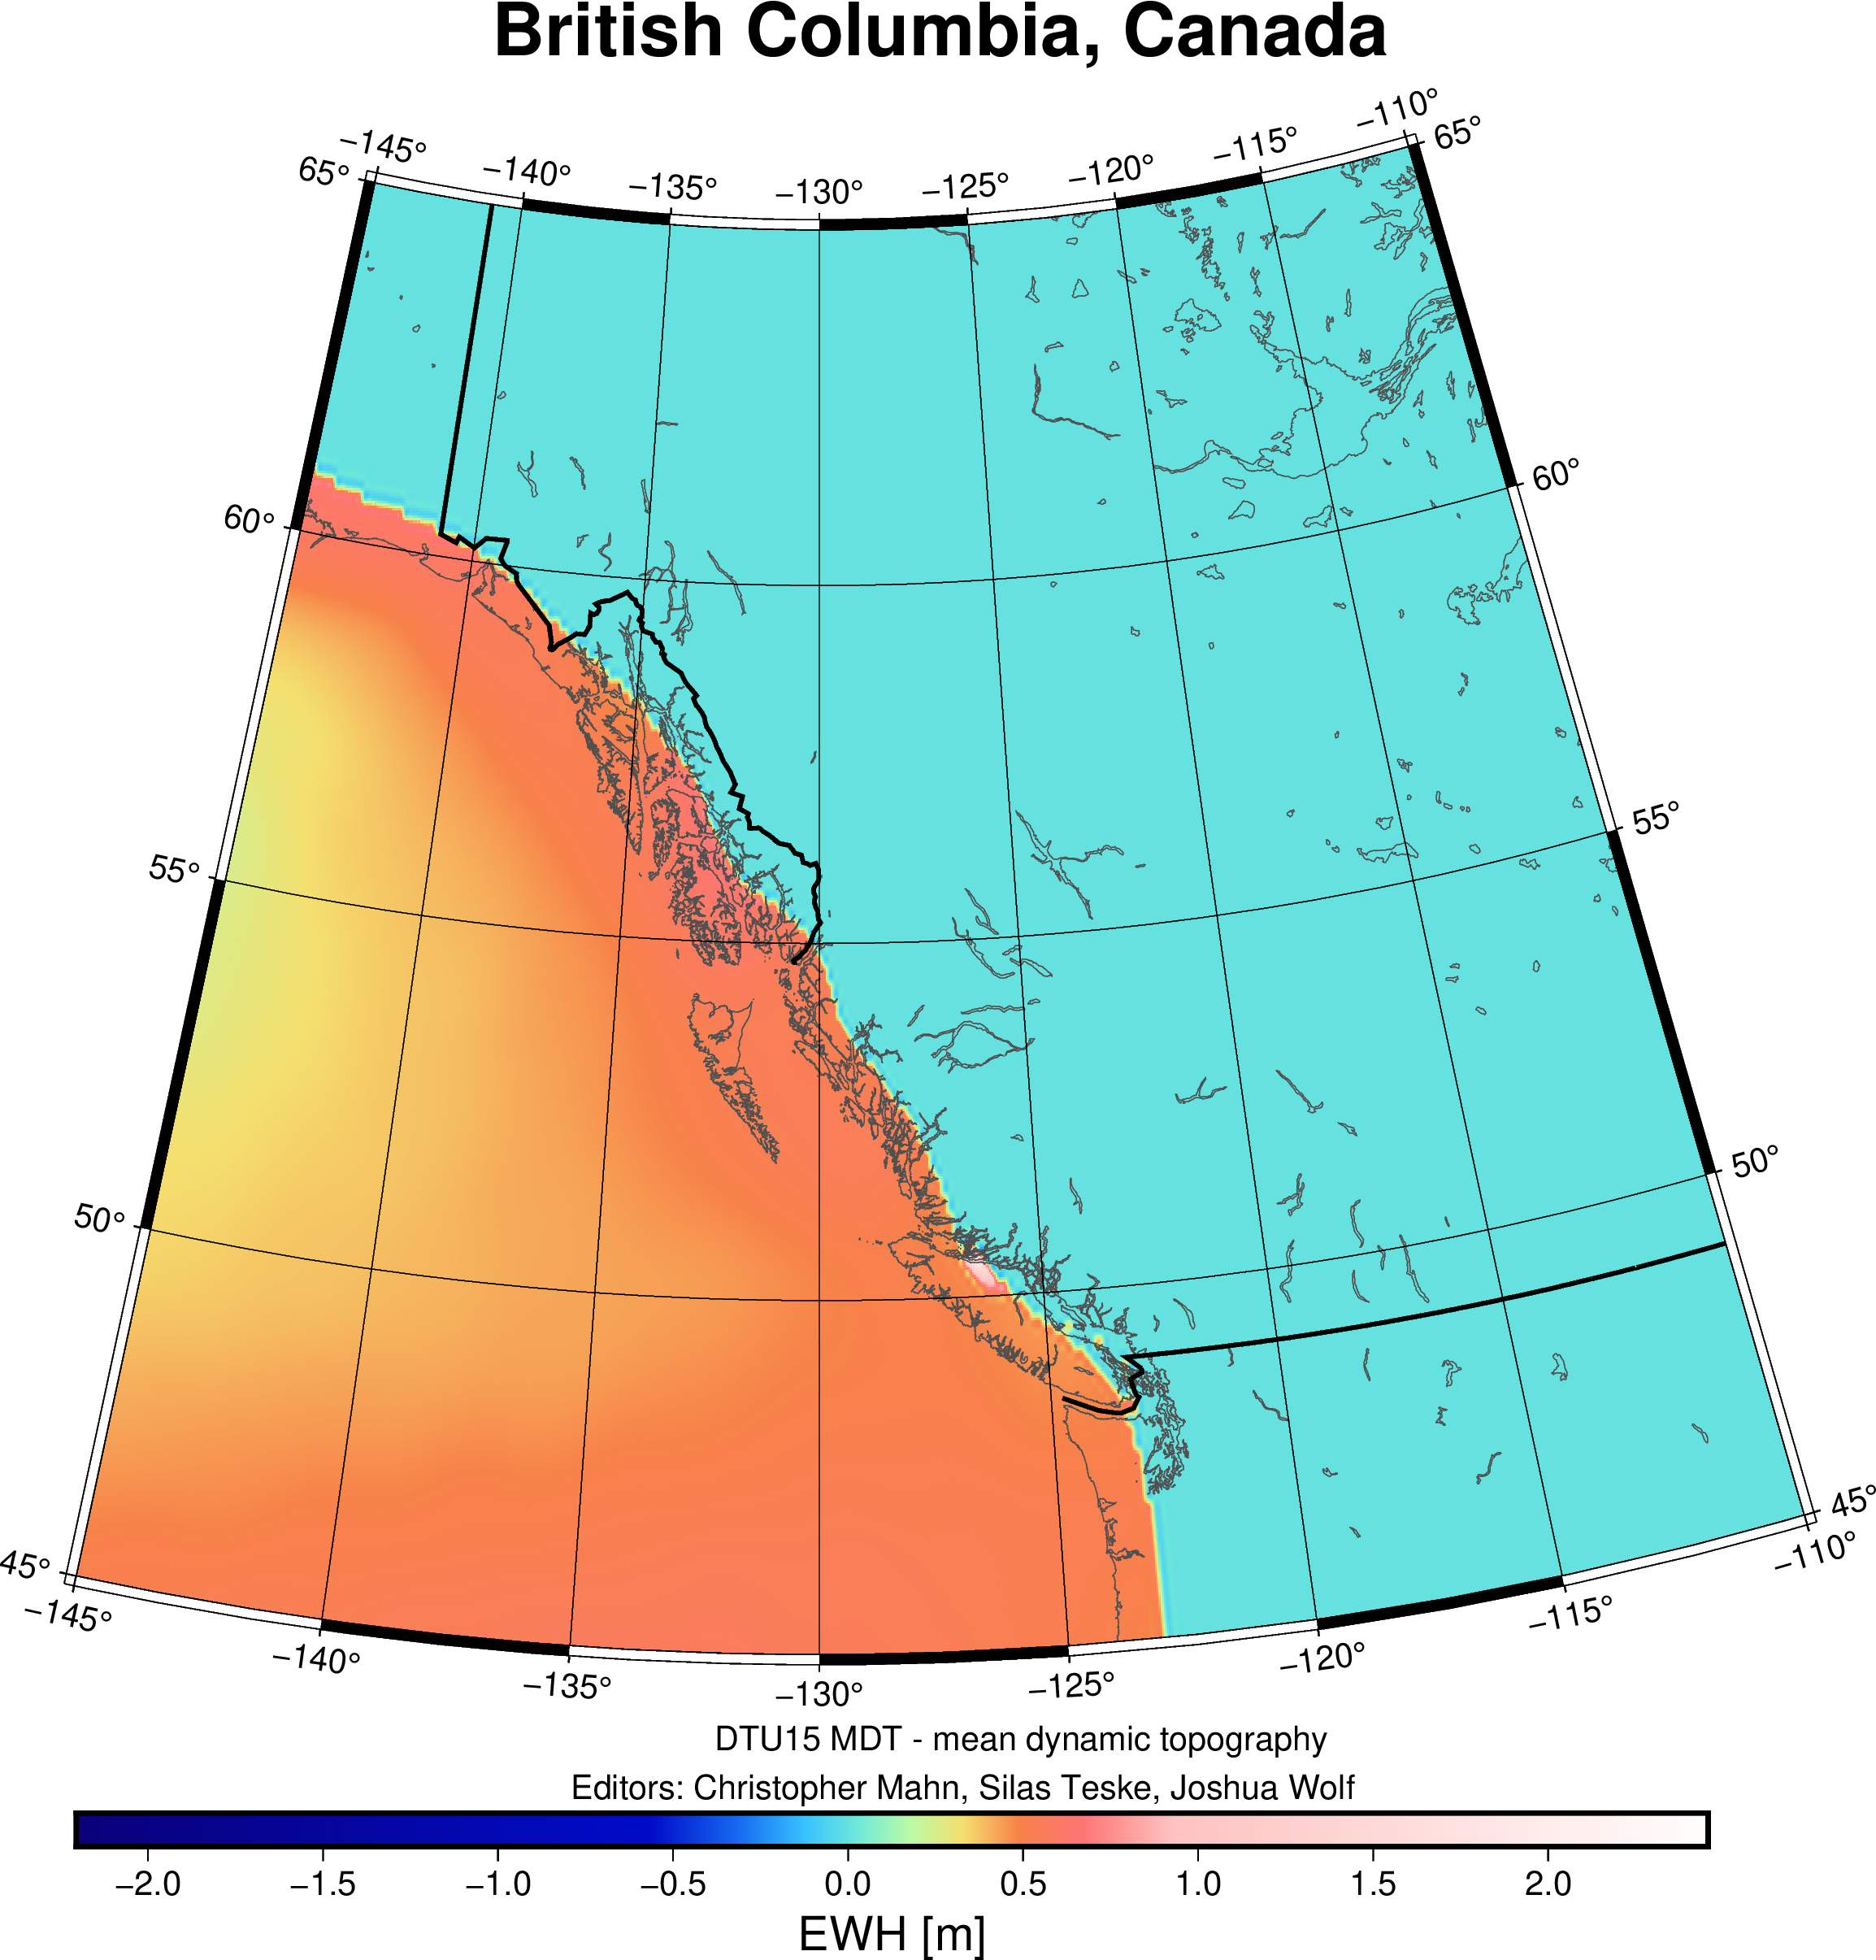 British Columbia, Canada
−145° −140° −135° −130° −125° −120° −115° −110°
65° 65°
60° 60°
55° 55°
50° 50°
45° 45°
−145° −140° −135° −130° −125° −120° −115° −110°
DTU15 MDT - mean dynamic topography
Editors: Christopher Mahn, Silas Teske, Joshua Wolf
−2.0 −1.5 −1.0 −0.5 0.0 0.5 1.0 1.5 2.0
EWH [m]